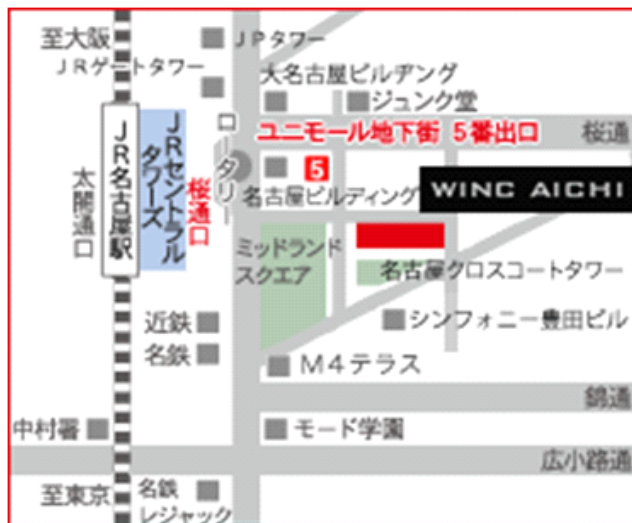 至大阪
JPタワー
JRゲートタワー
大名古屋ビルヂング
ジュンク堂
ユニモール地下街 5番出口
桜通
ロータリー
5
名古屋ビルディング
WINC AICHI
JRセントラル
タワーズ
JR名古屋駅
太閤通口
桜通口
ミッドランド
スクエア
名古屋クロスコートタワー
近鉄
名鉄
シンフォニー豊田ビル
M4テラス
錦通
中村署
モード学園
広小路通
至東京
名鉄
レジャック